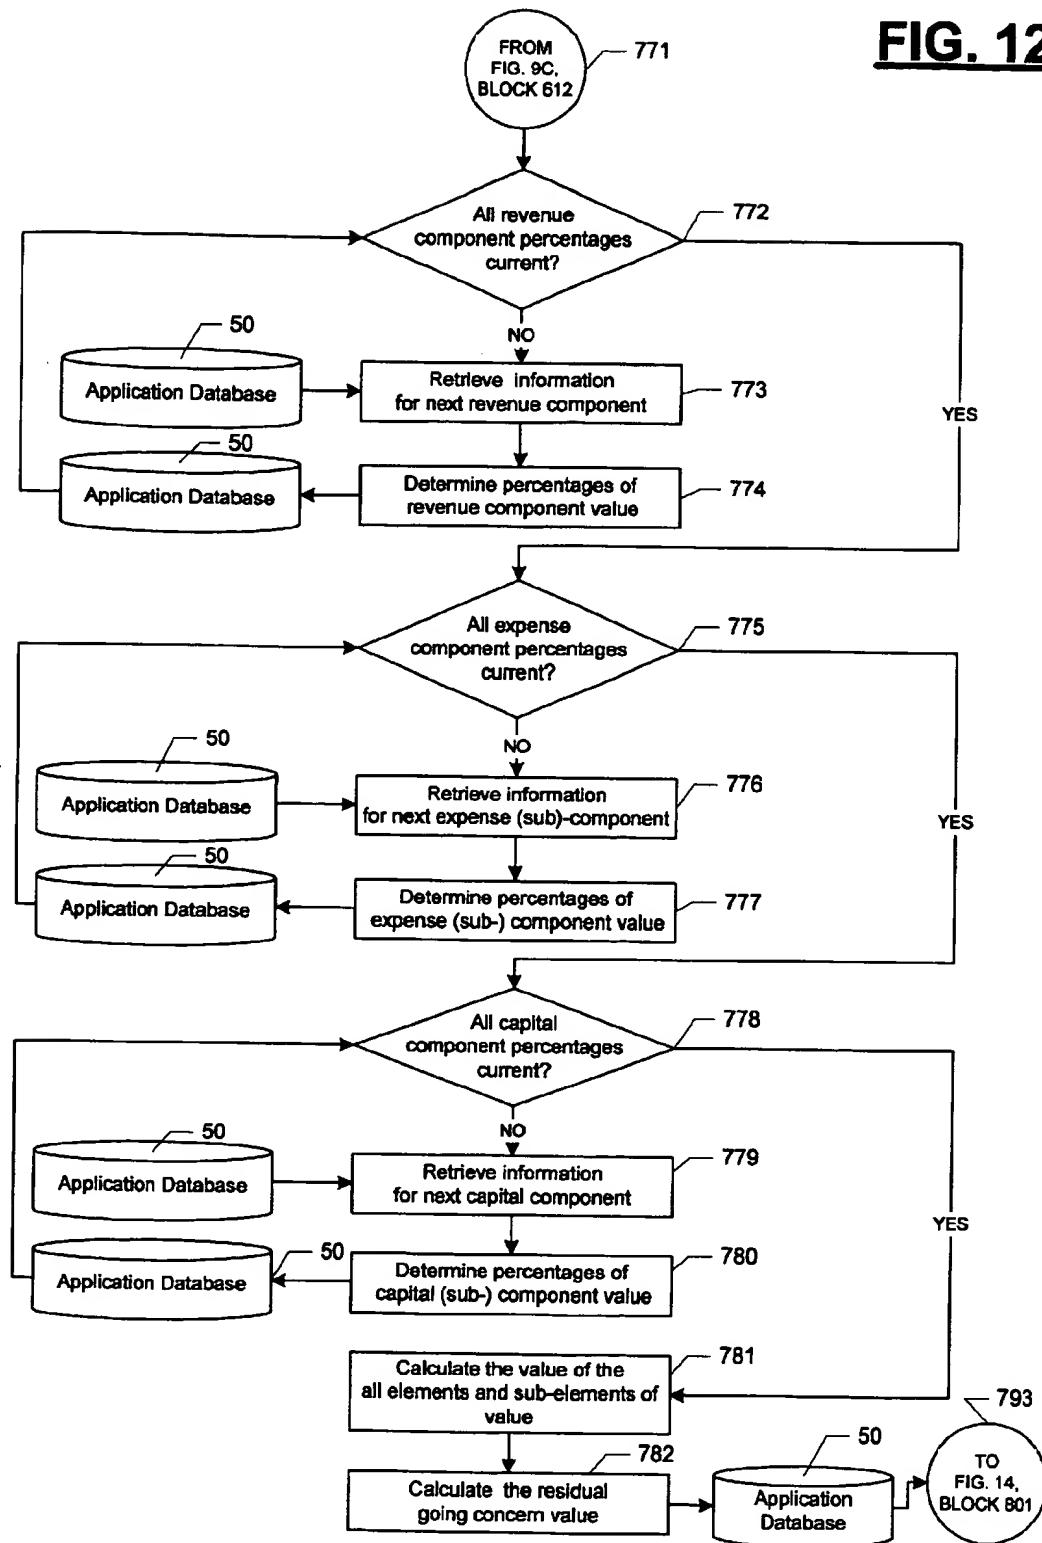 FIG. 12
FROM
FIG. 9C,
BLOCK 612
771
All revenue
component percentages
current?
772
NO
YES
50
Application Database
Retrieve information
for next revenue component
773
50
Application Database
Determine percentages of
revenue component value
774
All expense
component percentages
current?
775
NO
YES
50
Application Database
Retrieve information
for next expense (sub)-component
776
50
Application Database
Determine percentages of
expense (sub-) component value
777
All capital
component percentages
current?
778
NO
YES
50
Application Database
Retrieve information
for next capital component
779
50
Application Database
Determine percentages of
capital (sub-) component value
780
Calculate the value of the
all elements and sub-elements of
value
781
Calculate the residual
going concern value
782
50
Application
Database
793
TO
FIG. 14,
BLOCK 801